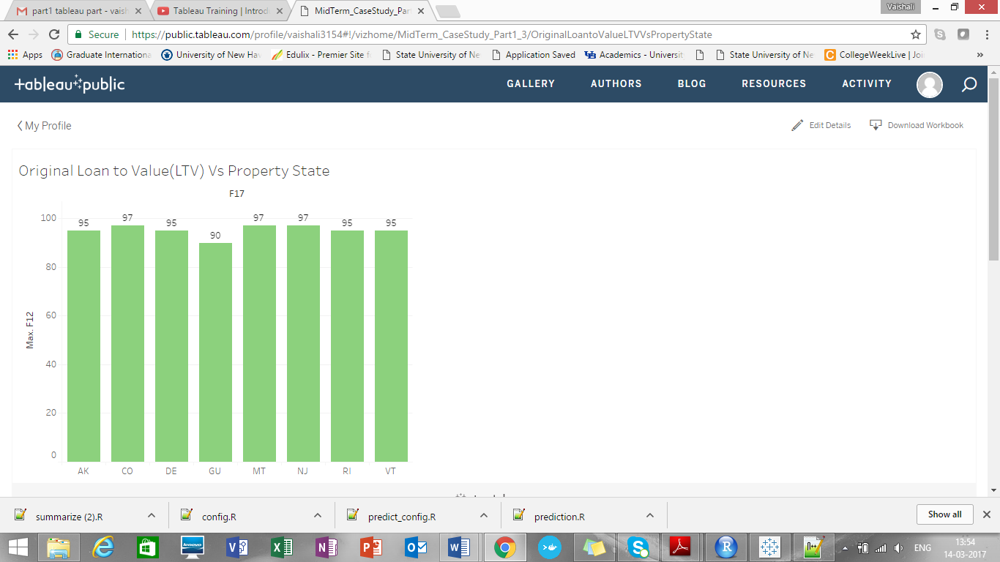 Vaishali
part1 tableau part - vaish
Tableau Training | Introdu
MidTerm_CaseStudy_Part
Secure
https://public.tableau.com/profile/vaishali3154#!/vizhome/MidTerm_CaseStudy_Part1_3/OriginalLoantoValueLTVVsPropertyState
Apps
Graduate Internationa
University of New Hav
Edulix - Premier Site f
State University of Ne
Application Saved
Academics - Universit
State University of Ne
CollegeWeekLive | Joi
»
tableau public
GALLERY
AUTHORS
BLOG
RESOURCES
ACTIVITY
My Profile
Edit Details
Download Workbook
Original Loan to Value(LTV) Vs Property State
F17
Max. F12
100
80
60
40
20
0
95
97
95
90
97
97
95
95
AK
CO
DE
GU
MT
NJ
RI
VT
summarize (2).R
config.R
predict_config.R
prediction.R
Show all
lenovo
ENG
13:54
14-03-2017